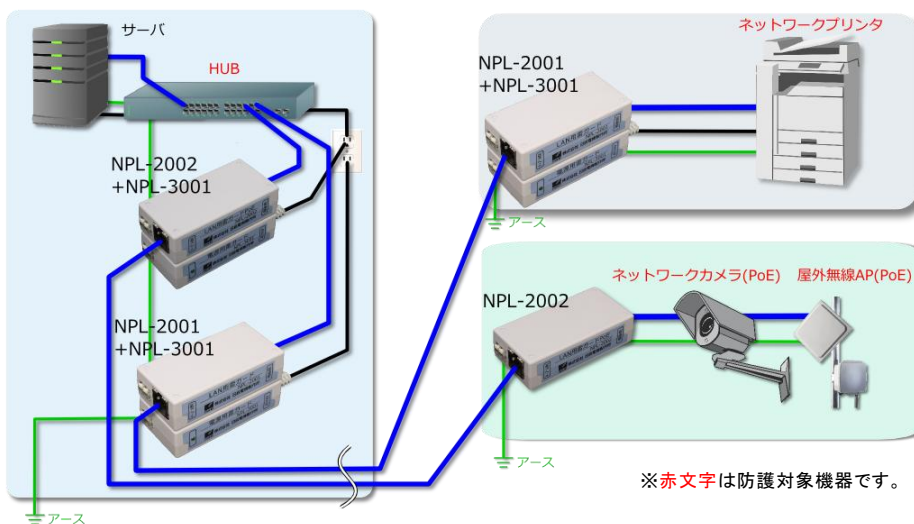 サーバ
HUB
NPL-2002
+NPL-3001
NPL-2001
+NPL-3001
アース
NPL-2001
+NPL-3001
ネットワークプリンタ
アース
ネットワークカメラ(PoE)
屋外無線AP(PoE)
NPL-2002
アース
※赤文字は防護対象機器です。